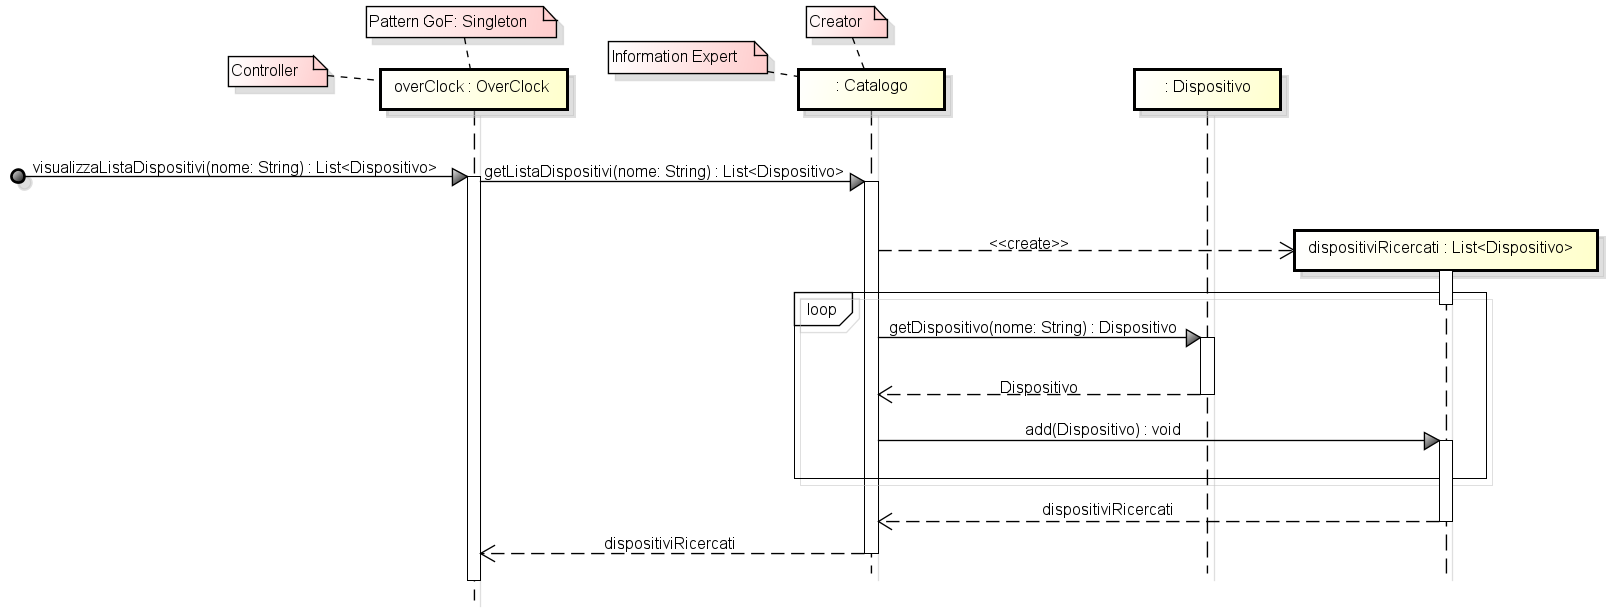 Pattern GoF: Singleton
Creator
Controller
Information Expert
overClock : OverClock
: Catalogo
: Dispositivo
visualizzaListaDispositivi(nome: String) : List<Dispositivo>
getListaDispositivi(nome: String) : List<Dispositivo>
<<create>>
dispositiviRicercati : List<Dispositivo>
loop
getDispositivo(nome: String) : Dispositivo
Dispositivo
add(Dispositivo) : void
dispositiviRicercati
dispositiviRicercati